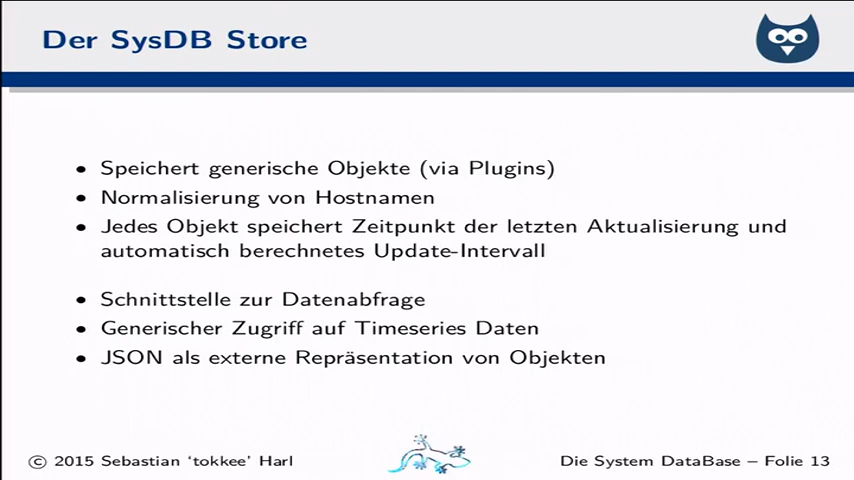 Der SysDB Store
• Speichert generische Objekte (via Plugins)
• Normalisierung von Hostnamen
• Jedes Objekt speichert Zeitpunkt der letzten Aktualisierung und
automatisch berechnetes Update-Intervall
• Schnittstelle zur Datenabfrage
• Generischer Zugriff auf Timeseries Daten
• JSON als externe Repräsentation von Objekten
© 2015 Sebastian ‘tokkee’ Harl
Die System DataBase – Folie 13